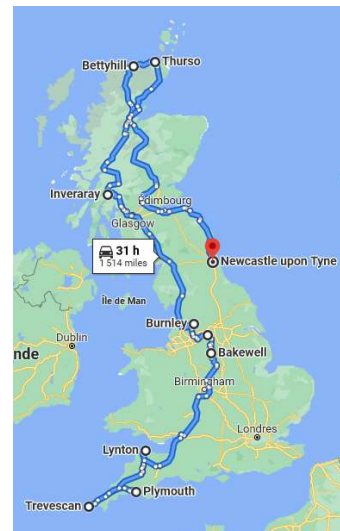 Bettyhill
Thurso
Inveraray
Édimbourg
Glasgow
31 h
1 514 miles
Newcastle upon Tyne
Île de Man
Burnley
nde
Dublin
Bakewell
Birmingham
Lynton
Londres
Trevescan
Plymouth